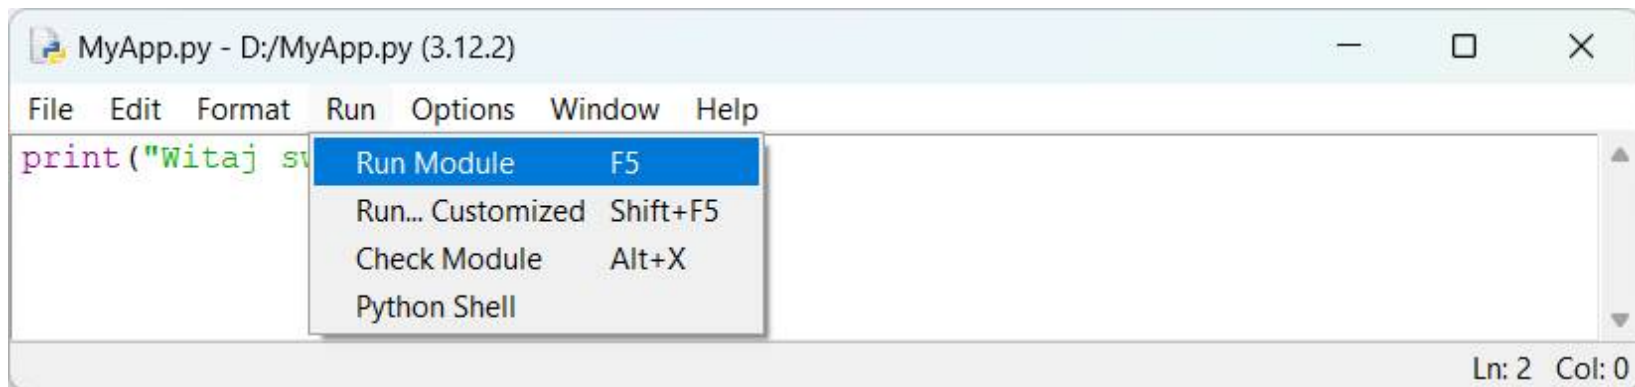 MyApp.py - D:/MyApp.py (3.12.2)
File Edit Format Run Options Window Help
print("Witaj
Run Module F5
Run... Customized Shift+F5
Check Module Alt+X
Python Shell
Ln: 2 Col: 0